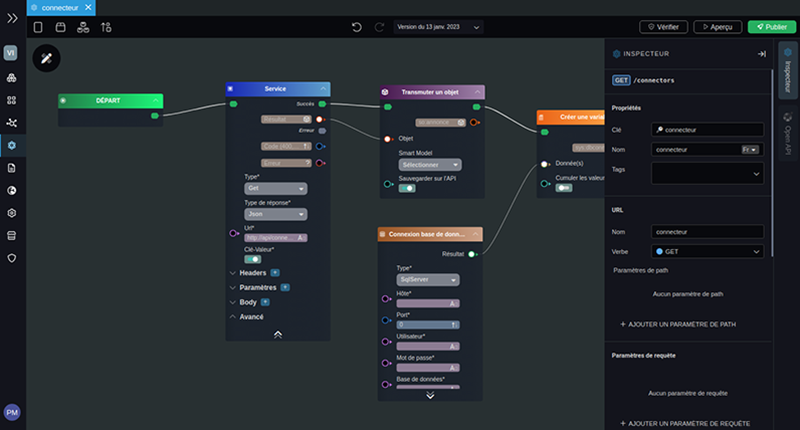 connecteur
Version du 13 janv. 2023
Vérifier
Aperçu
Publier
VI
PM
DÉPART
Service
Succès
Résultat
Erreur
Code (400,...
Erreur
Type*
Get
Type de réponse*
Json
Url*
Clé-Valeur*
Headers
Paramètres
Body
Avancé
Transmuter un objet
Objet
Smart Model
Sélectionner
Sauvegarder sur l'API
Connexion base de donn...
Résultat
Type*
SqlServer
Hôte*
Port*
0
Utilisateur*
Mot de passe*
Base de données*
Créer une varia
Donnée(s)
Cumuler les valeur
INSPECTEUR
GET /connectors
Propriétés
Clé
connecteur
Nom
connecteur
Fr
Tags
URL
Nom
connecteur
Verbe
GET
Paramètres de path
Aucun paramètre de path
+ AJOUTER UN PARAMÈTRE DE PATH
Paramètres de requête
Aucun paramètre de requête
+ AJOUTER UN PARAMÈTRE DE REQUÊTE
Inspecteur
Open API